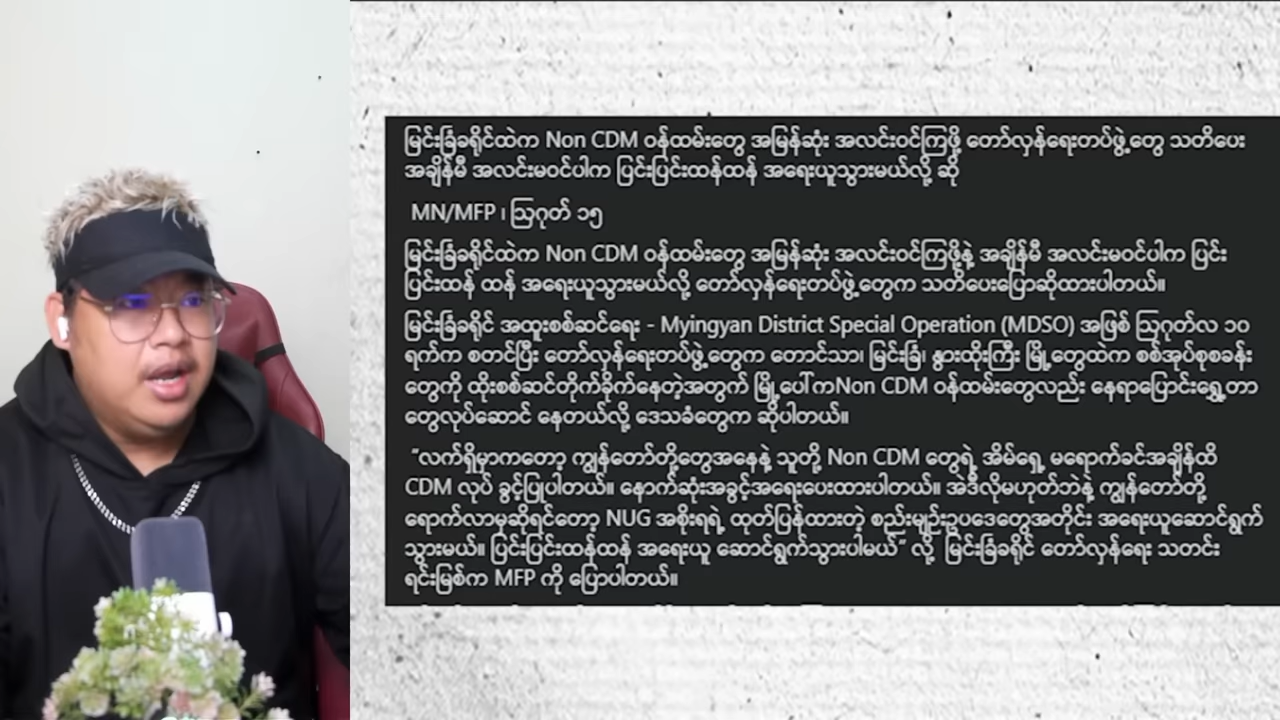 မြင်းခြံခရိုင်ထဲက Non CDM ဝန်ထမ်းတွေ အမြန်ဆုံး အလင်းဝင်ကြဖို့ တော်လှန်ရေးတပ်ဖွဲ့တွေ သတိပေး
အချိန်မီ အလင်းမဝင်ပါက ပြင်းပြင်းထန်ထန် အရေးယူသွားမယ်လို့ ဆို
MN/MFP ၊ ဩဂုတ် ၁၅
မြင်းခြံခရိုင်ထဲက Non CDM ဝန်ထမ်းတွေ အမြန်ဆုံး အလင်းဝင်ကြဖို့နဲ့ အချိန်မီ အလင်းမဝင်ပါက ပြင်း
ပြင်းထန် ထန် အရေးယူသွားမယ်လို့ တော်လှန်ရေးတပ်ဖွဲ့တွေက သတိပေးပြောဆိုထားပါတယ်။
မြင်းခြံခရိုင် အထူးစစ်ဆင်ရေး - Myingyan District Special Operation (MDSO) အဖြစ် ဩဂုတ်လ ၁၀
ရက်က စတင်ပြီး တော်လှန်ရေးတပ်ဖွဲ့တွေက တောင်သာ၊ မြင်းခြံ၊ နွားထိုးကြီး မြို့တွေထဲက စစ်အုပ်စုစခန်း
တွေကို ထိုးစစ်ဆင်တိုက်ခိုက်နေတဲ့အတွက် မြို့ပေါ်ကNon CDM ဝန်ထမ်းတွေလည်း နေရာပြောင်းရွှေ့တာ
တွေလုပ်ဆောင် နေတယ်လို့ ဒေသခံတွေက ဆိုပါတယ်။
“လက်ရှိမှာကတော့ ကျွန်တော်တို့တွေအနေနဲ့ သူတို့ Non CDM တွေရဲ့ အိမ်ရှေ့ မရောက်ခင်အချိန်ထိ
CDM လုပ် ခွင့်ပြုပါတယ်။ နောက်ဆုံးအခွင့်အရေးပေးထားပါတယ်။ အဲဒီလိုမဟုတ်ဘဲနဲ့ ကျွန်တော်တို့
ရောက်လာမှဆိုရင်တော့ NUG အစိုးရရဲ့ ထုတ်ပြန်ထားတဲ့ စည်းမျဉ်းဥပဒေတွေအတိုင်း အရေးယူဆောင်ရွက်
သွားမယ်။ ပြင်းပြင်းထန်ထန် အရေးယူ ဆောင်ရွက်သွားပါမယ်” လို့ မြင်းခြံခရိုင် တော်လှန်ရေး သတင်း
ရင်းမြစ်က MFP ကို ပြောပါတယ်။